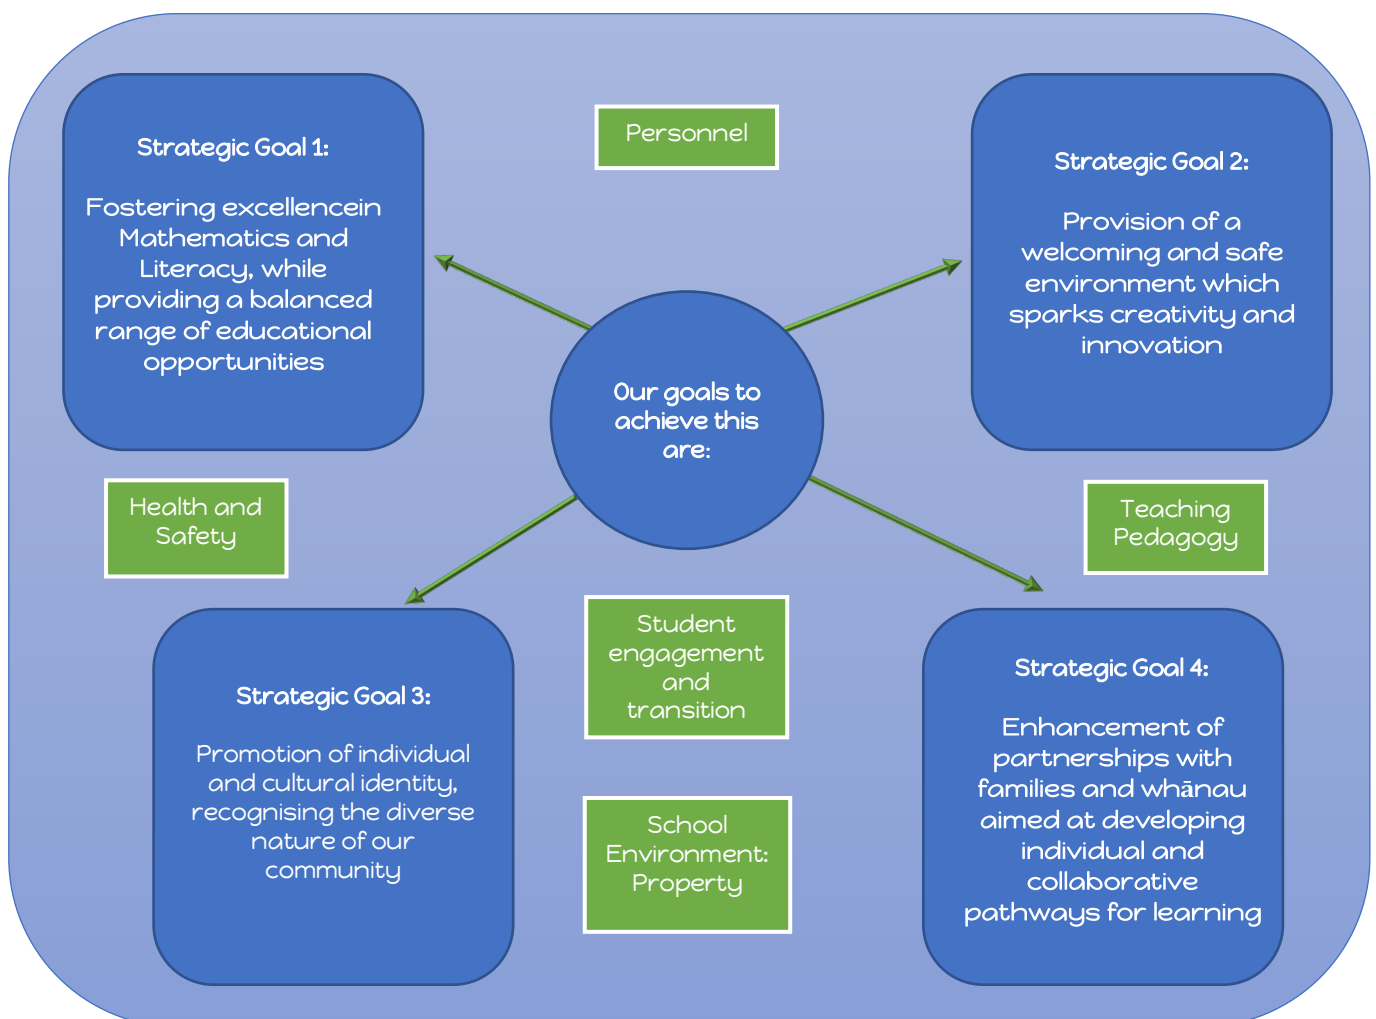 Strategic Goal 1:
Fostering excellencein
Mathematics and
Literacy, while
providing a balanced
range of educational
opportunities
Personnel
Strategic Goal 2:
Provision of a
welcoming and safe
environment which
sparks creativity and
innovation
Our goals to
achieve this
are:
Health and
Safety
Teaching
Pedagogy
Strategic Goal 3:
Promotion of individual
and cultural identity,
recognising the diverse
nature of our
community
Student
engagement
and
transition
School
Environment:
Property
Strategic Goal 4:
Enhancement of
partnerships with
families and whānau
aimed at developing
individual and
collaborative
pathways for learning